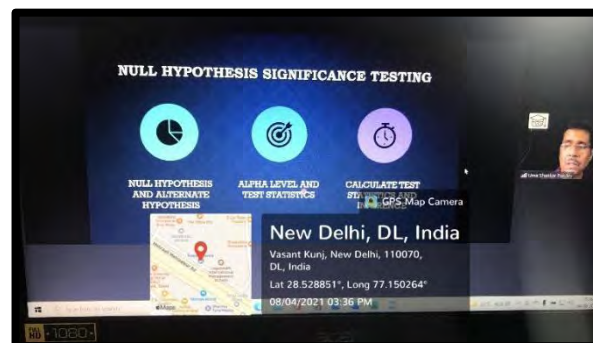 NULL HYPOTHESIS SIGNIFICANCE TESTING
NULL HYPOTHESIS
AND ALTERNATE
HYPOTHESIS
ALPHA LEVEL AND
TEST STATISTICS
CALCULATE TEST
GPS Map Camera
New Delhi, DL, India
Vasant Kunj, New Delhi, 110070,
DL, India
Lat 28.528851°, Long 77.150264°
08/04/2021 03:36 PM
FULL
HD
1080